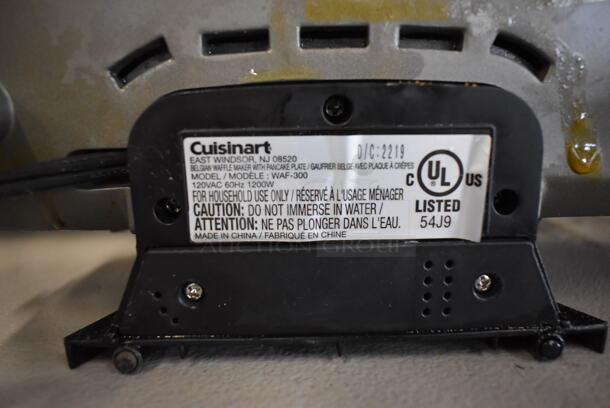 Cuisinart
D/C:2219
EAST WINDSOR, NJ 08520
BELGIAN WAFFLE MAKER WITH PANCAKE PLATE / GAUFRIER BELGE AVEC PLAQUE À CRÊPES
MODEL / MODÈLE : WAF-300
120VAC 60Hz 1200W
FOR HOUSEHOLD USE ONLY / RÉSERVÉ À L'USAGE MÉNAGER
CAUTION: DO NOT IMMERSE IN WATER /
ATTENTION: NE PAS PLONGER DANS L'EAU.
MADE IN CHINA / FABRIQUÉ EN CHINE
C UL US
LISTED
54J9
AUCTION GROUP